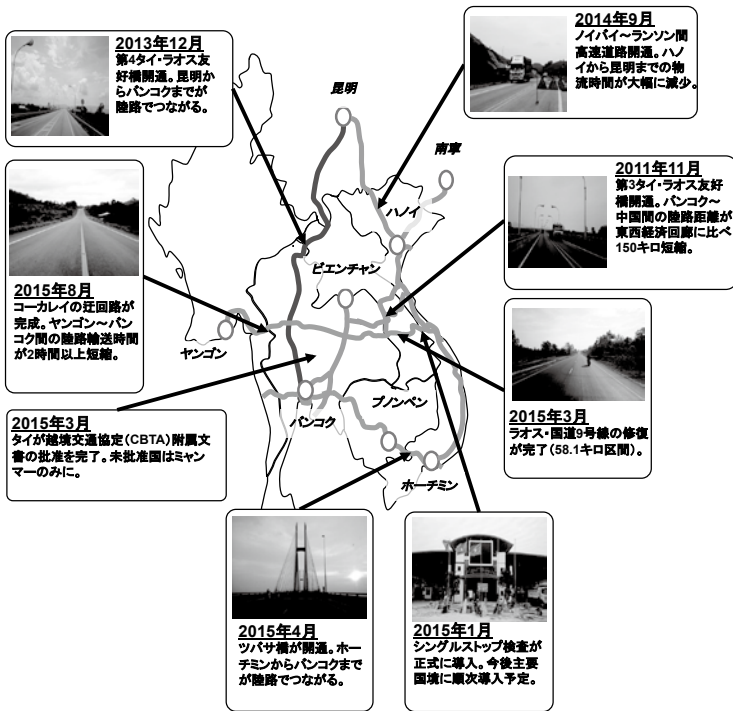 2013年12月
第4タイ・ラオス友
好橋開通。昆明か
らバンコクまでが
陸路でつながる。
2014年9月
ノイバイ～ランソン間
高速道路開通。ハノ
イから昆明までの物
流時間が大幅に減少。
昆明
南寧
ハノイ
2011年11月
第3タイ・ラオス友好
橋開通。バンコク～
中国間の陸路距離が
東西経済回廊に比べ
150キロ短縮。
ビエンチャン
2015年8月
コーカレイの迂回路が
完成。ヤンゴン～バン
コク間の陸路輸送時間
が2時間以上短縮。
ヤンゴン
プノンペン
バンコク
2015年3月
タイが越境交通協定(CBTA)附属文
書の批准を完了。未批准国はミャン
マーのみに。
2015年3月
ラオス・国道9号線の修復
が完了(58.1キロ区間)。
ホーチミン
2015年4月
ツバサ橋が開通。ホー
チミンからバンコクまで
が陸路でつながる。
2015年1月
シングルストップ検査が
正式に導入。今後主要
国境に順次導入予定。